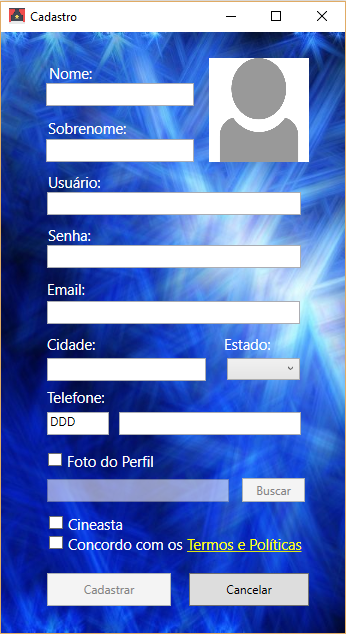 Cadastro
Nome:
Sobrenome:
Usuário:
Senha:
Email:
Cidade: Estado:
Telefone:
DDD
Foto do Perfil
Buscar
Cineasta
Concordo com os Termos e Políticas
Cadastrar Cancelar